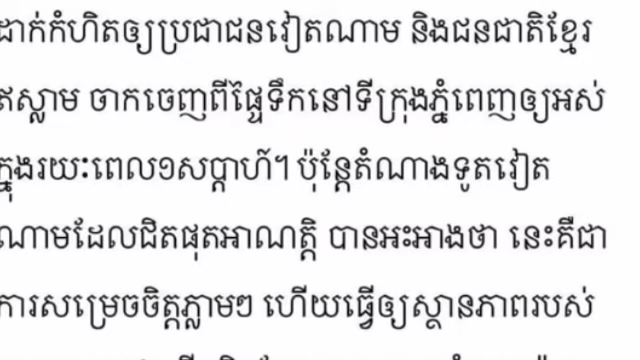 ដាក់កំហិតឲ្យប្រជាជនវៀតណាម និងជនជាតិខ្មែរ
ឥស្លាម ចាកចេញពីផ្ទៃទឹកនៅទីក្រុងភ្នំពេញឲ្យអស់
ក្នុងរយៈពេល១សប្ដាហ៍។ ប៉ុន្តែតំណាងទូតវៀត
ណាមដែលជិតផុតអាណត្តិ បានអះអាងថា នេះគឺជា
ការសម្រេចចិត្តភ្លាមៗ ហើយធ្វើឲ្យស្ថានភាពរបស់